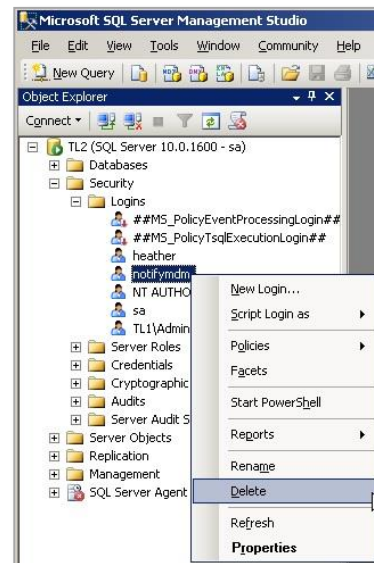 Microsoft SQL Server Management Studio
File Edit View Tools Window Community Help
New Query
Object Explorer
Connect
TL2 (SQL Server 10.0.1600 - sa)
Databases
Security
Logins
##MS_PolicyEventProcessingLogin##
##MS_PolicyTsqlExecutionLogin##
heather
notifymdm
NT AUTHO
sa
TL1\Admin
Server Roles
Credentials
Cryptographic
Audits
Server Audit S
Server Objects
Replication
Management
SQL Server Agent
New Login...
Script Login as
Policies
Facets
Start PowerShell
Reports
Rename
Delete
Refresh
Properties